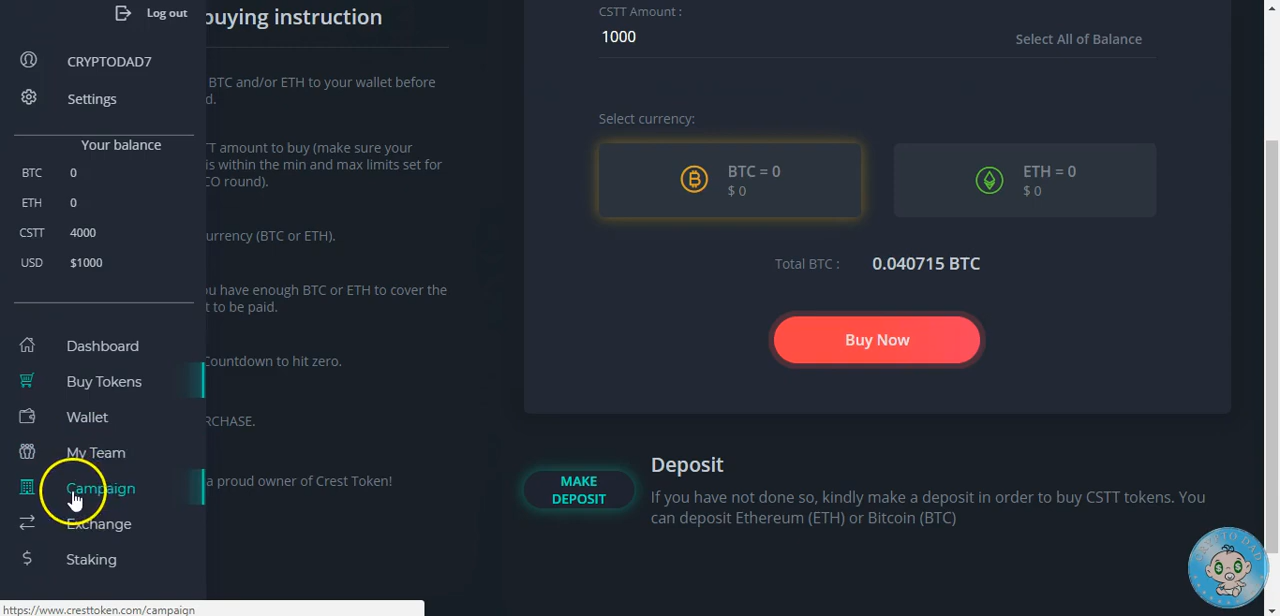 Log out
CRYPTODAD7
Settings
Your balance
BTC 0
ETH 0
CSTT 4000
USD $1000
Dashboard
Buy Tokens
Wallet
My Team
Campaign
Exchange
Staking
buying instruction
BTC and/or ETH to your wallet before
d.
TT amount to buy (make sure your
is within the min and max limits set for
CO round).
urrency (BTC or ETH).
ou have enough BTC or ETH to cover the
t to be paid.
Countdown to hit zero.
RCHASE.
a proud owner of Crest Token!
CSTT Amount :
1000
Select All of Balance
Select currency:
BTC = 0
$ 0
ETH = 0
$ 0
Total BTC : 0.040715 BTC
Buy Now
MAKE
DEPOSIT
Deposit
If you have not done so, kindly make a deposit in order to buy CSTT tokens. You
can deposit Ethereum (ETH) or Bitcoin (BTC)
CRYPTO DAD
https://www.cresttoken.com/campaign